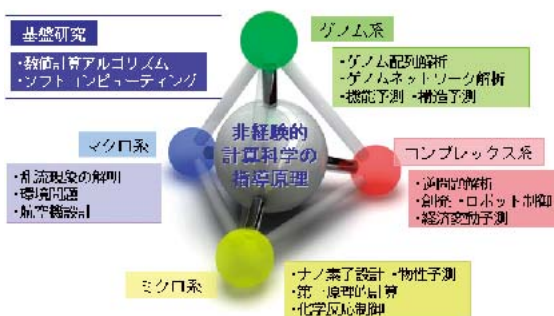 基盤研究
・数値計算アルゴリズム
・ソフトコンピューティング
ゲノム系
・ゲノム配列解析
・ゲノムネットワーク解析
・機能予測 ・構造予測
非経験的
計算科学の
指導原理
マクロ系
・乱流現象の解明
・環境問題
・航空機設計
コンプレックス系
・逆問題解析
・創発 ・ロボット制御
・経済変動予測
ミクロ系
・ナノ素子設計 ・物性予測
・第一原理的計算
・化学反応制御